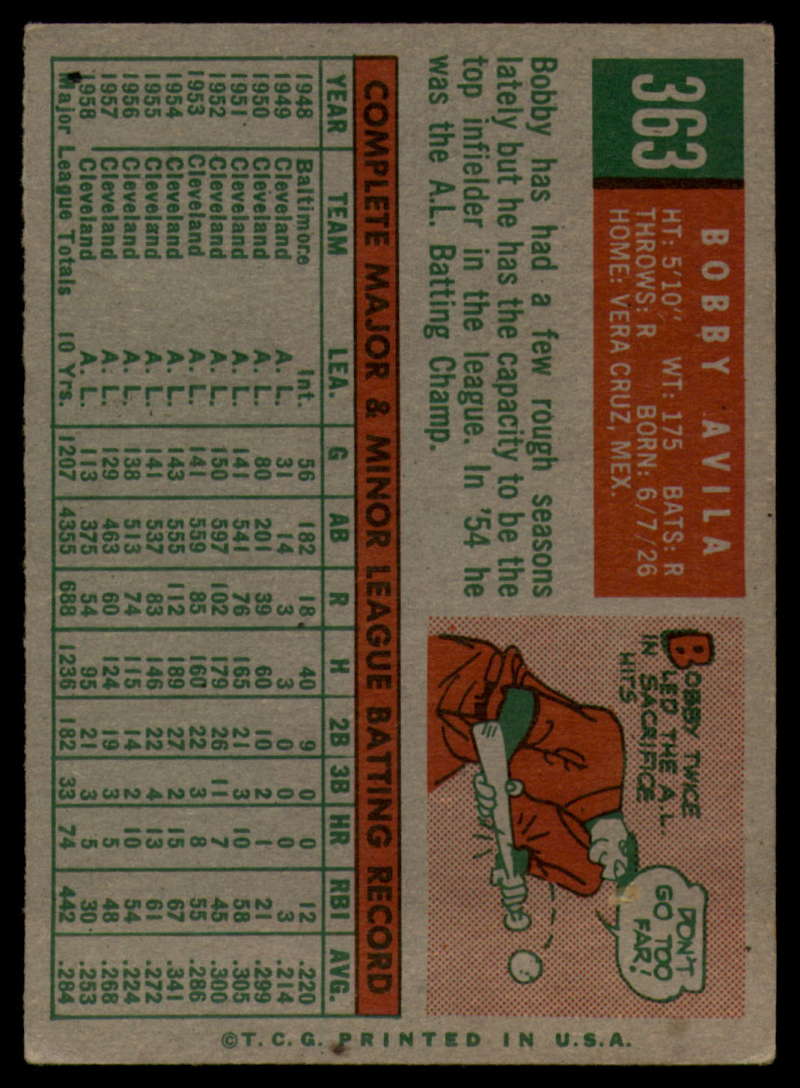 363
BOBBY AVILA
HT: 5'10" WT: 175 BATS: R
THROWS: R BORN: 6/7/26
HOME: VERA CRUZ, MEX.
Bobby has had a few rough seasons
lately but he has the capacity to be the
top infielder in the league. In '54 he
was the A.L. Batting Champ.
BOBBY TWICE
LED THE A.L.
IN SACRIFICE
HITS
DON'T
GO TOO
FAR!
COMPLETE MAJOR & MINOR LEAGUE BATTING RECORD
YEAR TEAM LEA. G AB R H 2B 3B HR RBI AVG.
1948 Baltimore Int. 56 182 18 40 9 0 0 12 .220
1949 Cleveland A. L. 31 14 3 3 0 0 0 3 .214
1950 Cleveland A. L. 80 201 39 60 10 2 1 21 .299
1951 Cleveland A. L. 141 541 76 165 21 3 10 58 .305
1952 Cleveland A. L. 150 597 102 179 26 11 7 45 .300
1953 Cleveland A. L. 141 559 85 160 22 3 8 55 .286
1954 Cleveland A. L. 143 555 112 189 27 2 15 67 .341
1955 Cleveland A. L. 141 537 83 146 22 4 13 61 .272
1956 Cleveland A. L. 138 513 74 115 14 2 10 54 .224
1957 Cleveland A. L. 129 463 60 124 19 3 5 48 .268
1958 Cleveland A. L. 113 375 54 95 21 3 5 30 .253
Major League Totals 10 Yrs. 1207 4355 688 1236 182 33 74 442 .284
©T.C.G. PRINTED IN U.S.A.